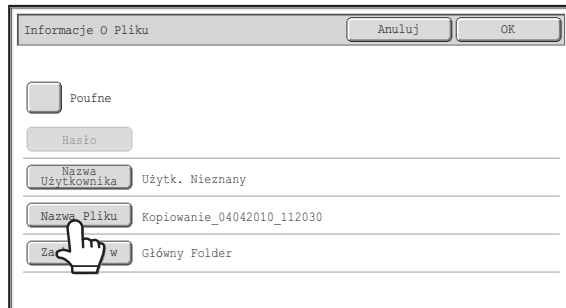 Informacje O Pliku
Anuluj
OK
Poufne
Hasło
Nazwa
Użytkownika
Użytk. Nieznany
Nazwa Pliku
Kopiowanie_04042010_112030
w
Główny Folder